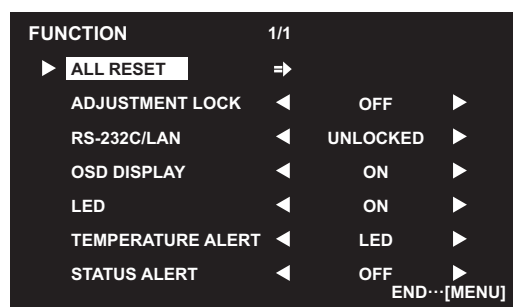 FUNCTION 1/1
ALL RESET
ADJUSTMENT LOCK OFF
RS-232C/LAN UNLOCKED
OSD DISPLAY ON
LED ON
TEMPERATURE ALERT LED
STATUS ALERT OFF
END···[MENU]